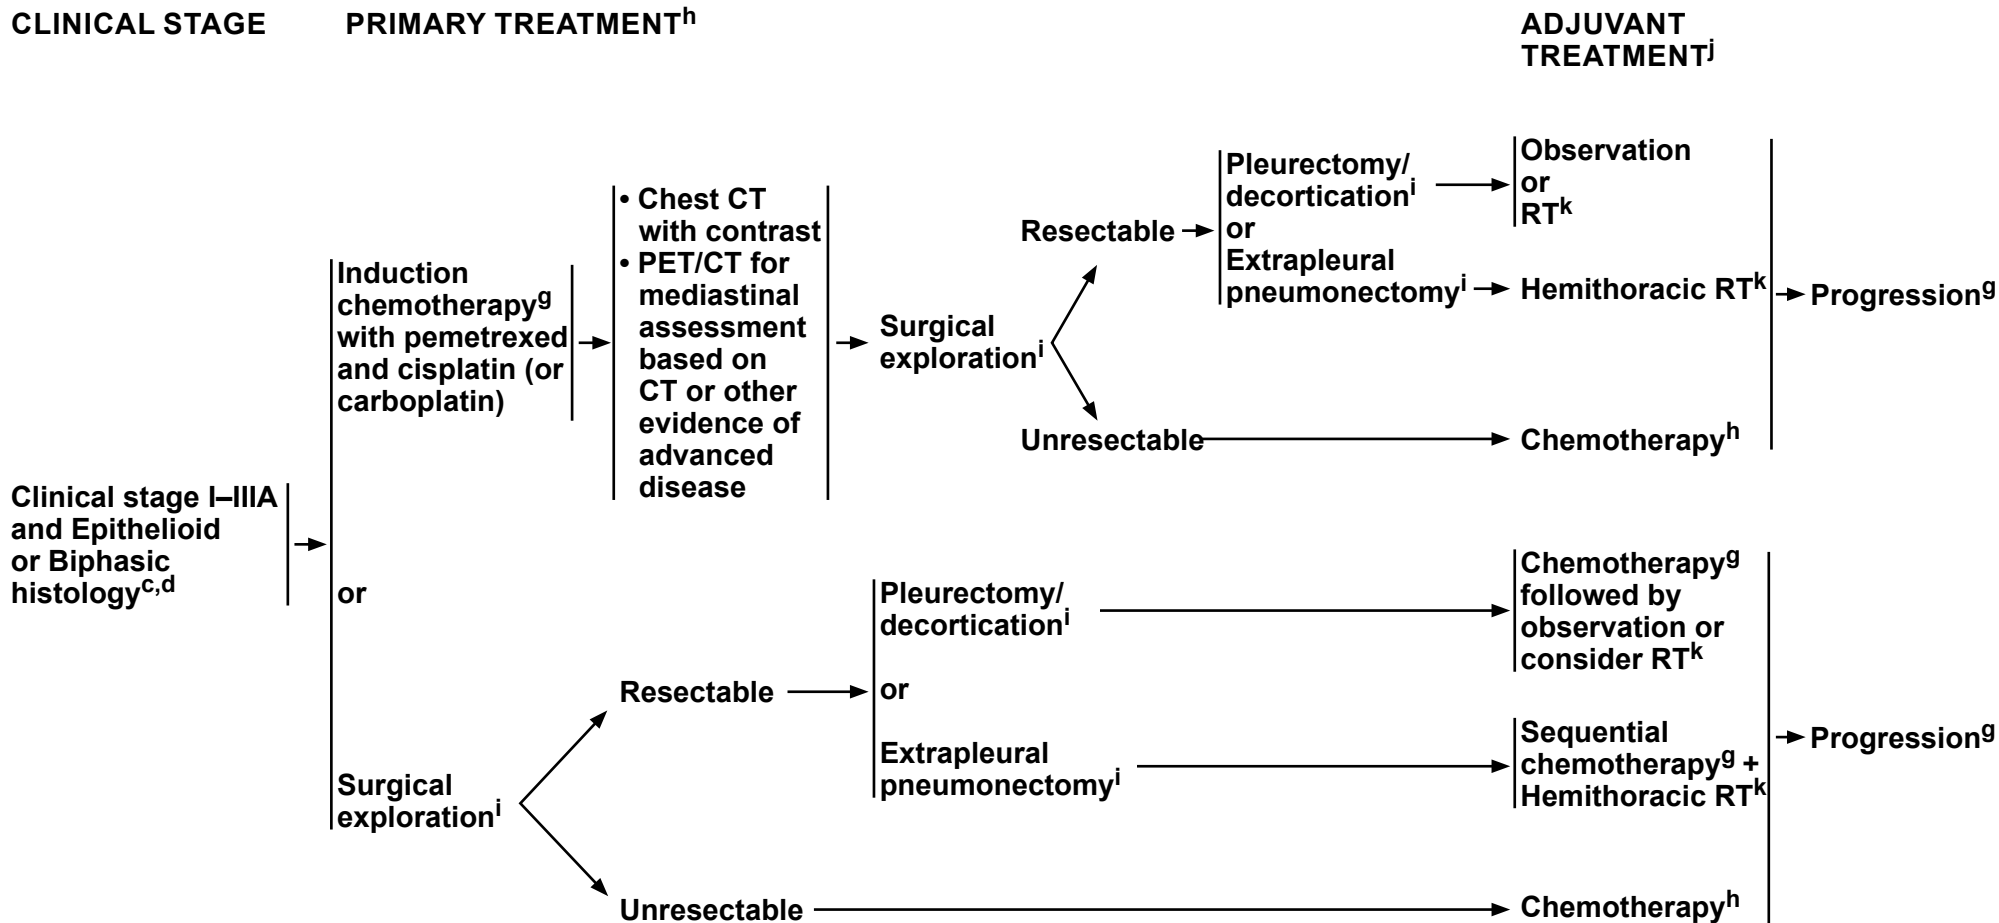 CLINICAL STAGE
PRIMARY TREATMENTh
ADJUVANT
TREATMENTj
Clinical stage I–IIIA
and Epithelioid
or Biphasic
histologyc,d
Induction
chemotherapyg
with pemetrexed
and cisplatin (or
carboplatin)
or
Surgical
explorationi
• Chest CT
with contrast
• PET/CT for
mediastinal
assessment
based on
CT or other
evidence of
advanced
disease
Surgical
explorationi
Resectable
Unresectable
Pleurectomy/
decorticationi
or
Extrapleural
pneumonectomyi
Observation
or
RTk
Hemithoracic RTk
Chemotherapyh
Progressiong
Resectable
Unresectable
Pleurectomy/
decorticationi
or
Extrapleural
pneumonectomyi
Chemotherapyg
followed by
observation or
consider RTk
Sequential
chemotherapyg +
Hemithoracic RTk
Chemotherapyh
Progressiong